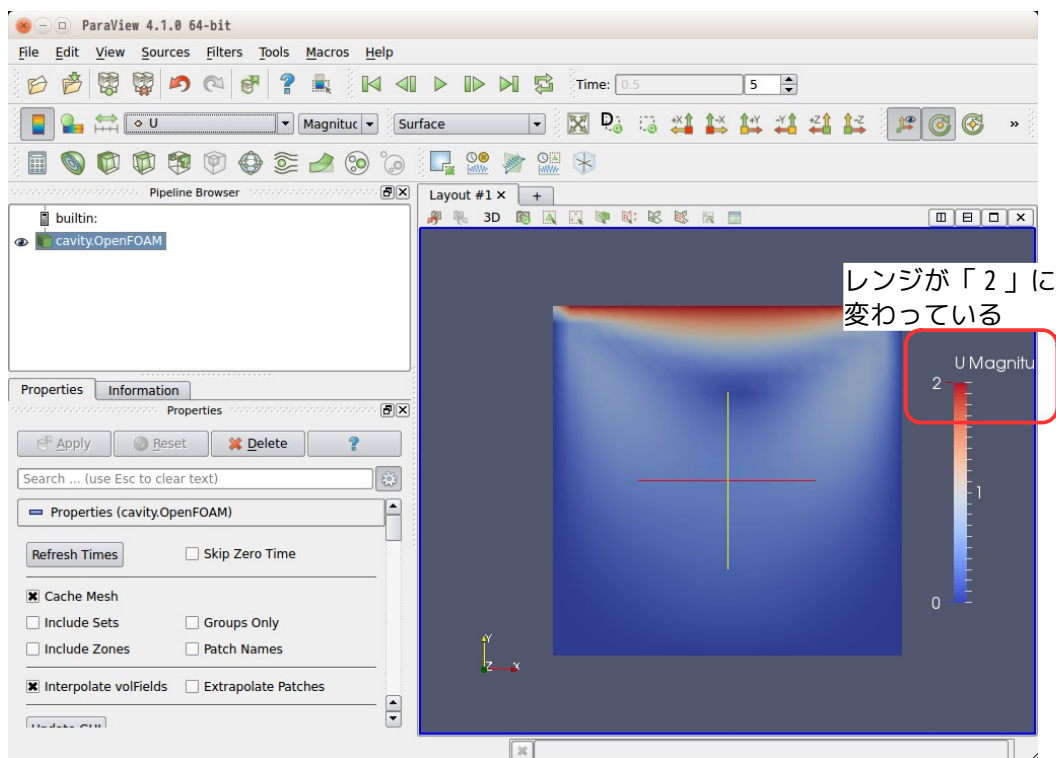 ParaView 4.1.0 64-bit
File Edit View Sources Filters Tools Macros Help
Time: 0.5 5
U Magnituc Surface »
Pipeline Browser
builtin:
cavity.OpenFOAM
Layout #1 × +
3D
レンジが「2」に
変わっている
U Magnitu
2
1
0
Y
Z X
Properties Information
Properties
Apply Reset Delete ?
Search ... (use Esc to clear text)
Properties (cavity.OpenFOAM)
Refresh Times Skip Zero Time
Cache Mesh
Include Sets Groups Only
Include Zones Patch Names
Interpolate volFields Extrapolate Patches
Update GUI